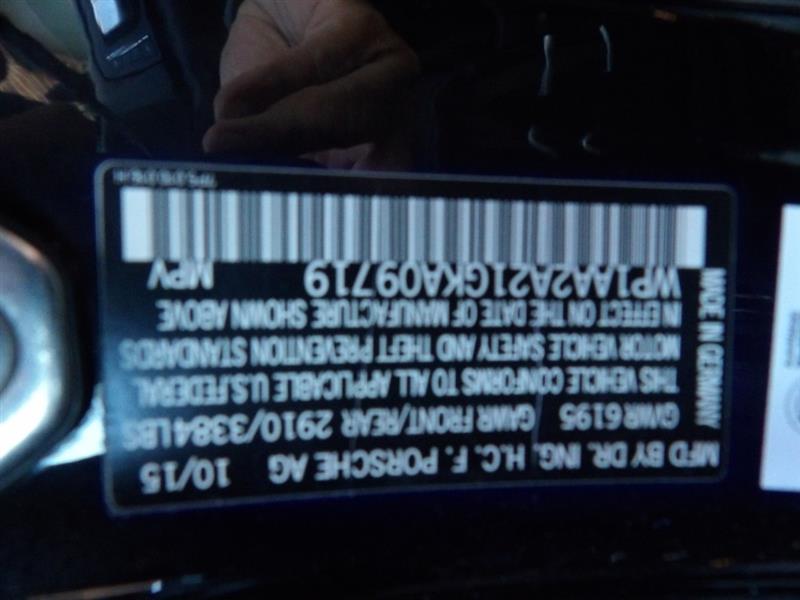 MFD BY DR. ING. H.C. F. PORSCHE AG 10/15
GVWR 6195 GAWR FRONT/REAR 2910/3384 LBS
THIS VEHICLE CONFORMS TO ALL APPLICABLE U.S. FEDERAL
MOTOR VEHICLE SAFETY AND THEFT PREVENTION STANDARDS
IN EFFECT ON THE DATE OF MANUFACTURE SHOWN ABOVE
WP1AA2A21GKA09719 MPV
MADE IN GERMANY